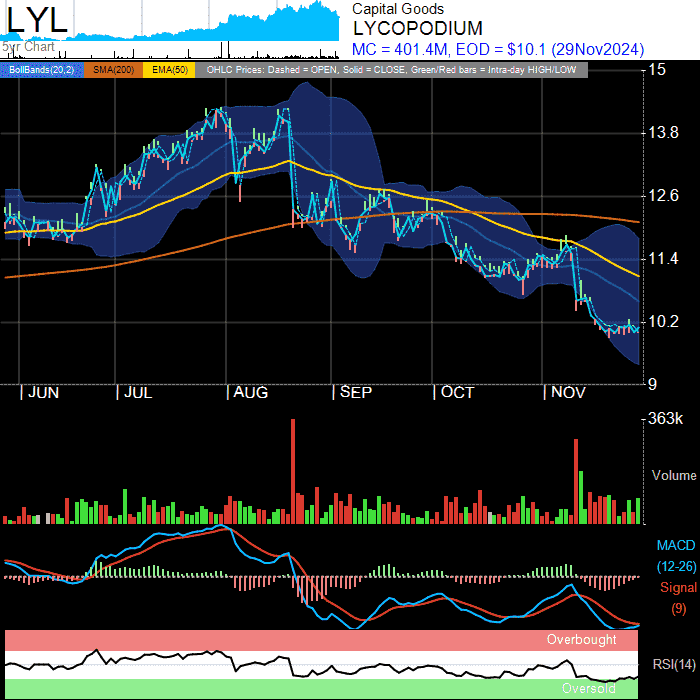 LYL
5yr Chart
Capital Goods
LYCOPODIUM
MC = 401.4M, EOD = $10.1 (29Nov2024)
BollBands(20,2) SMA(200) EMA(50) OHLC Prices: Dashed = OPEN, Solid = CLOSE, Green/Red bars = Intra-day HIGH/LOW
15
13.8
12.6
11.4
10.2
9
| JUN | JUL | AUG | SEP | OCT | NOV
363k
Volume
MACD
(12-26)
Signal
(9)
Overbought
RSI(14)
Oversold